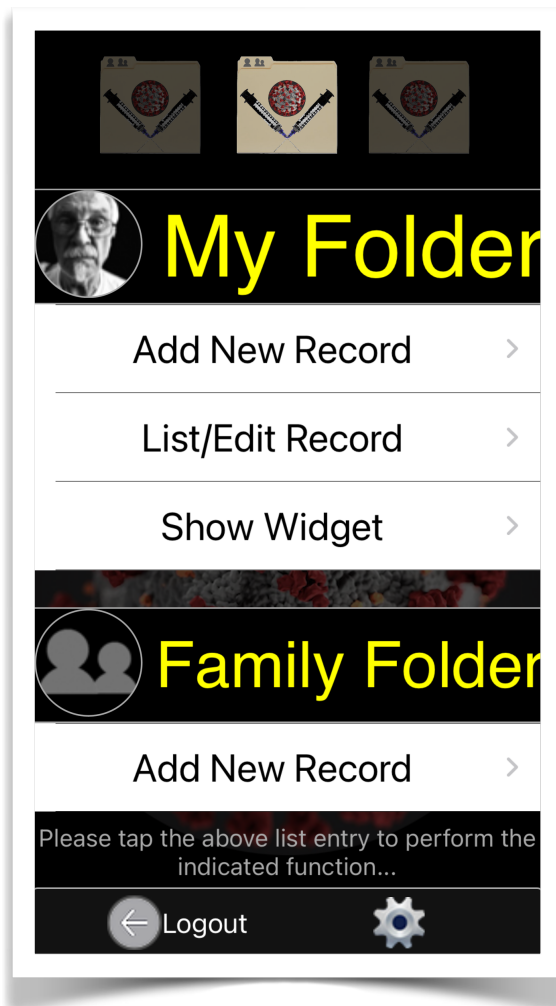 My Folder
Add New Record
List/Edit Record
Show Widget
Family Folder
Add New Record
Please tap the above list entry to perform the
indicated function...
Logout